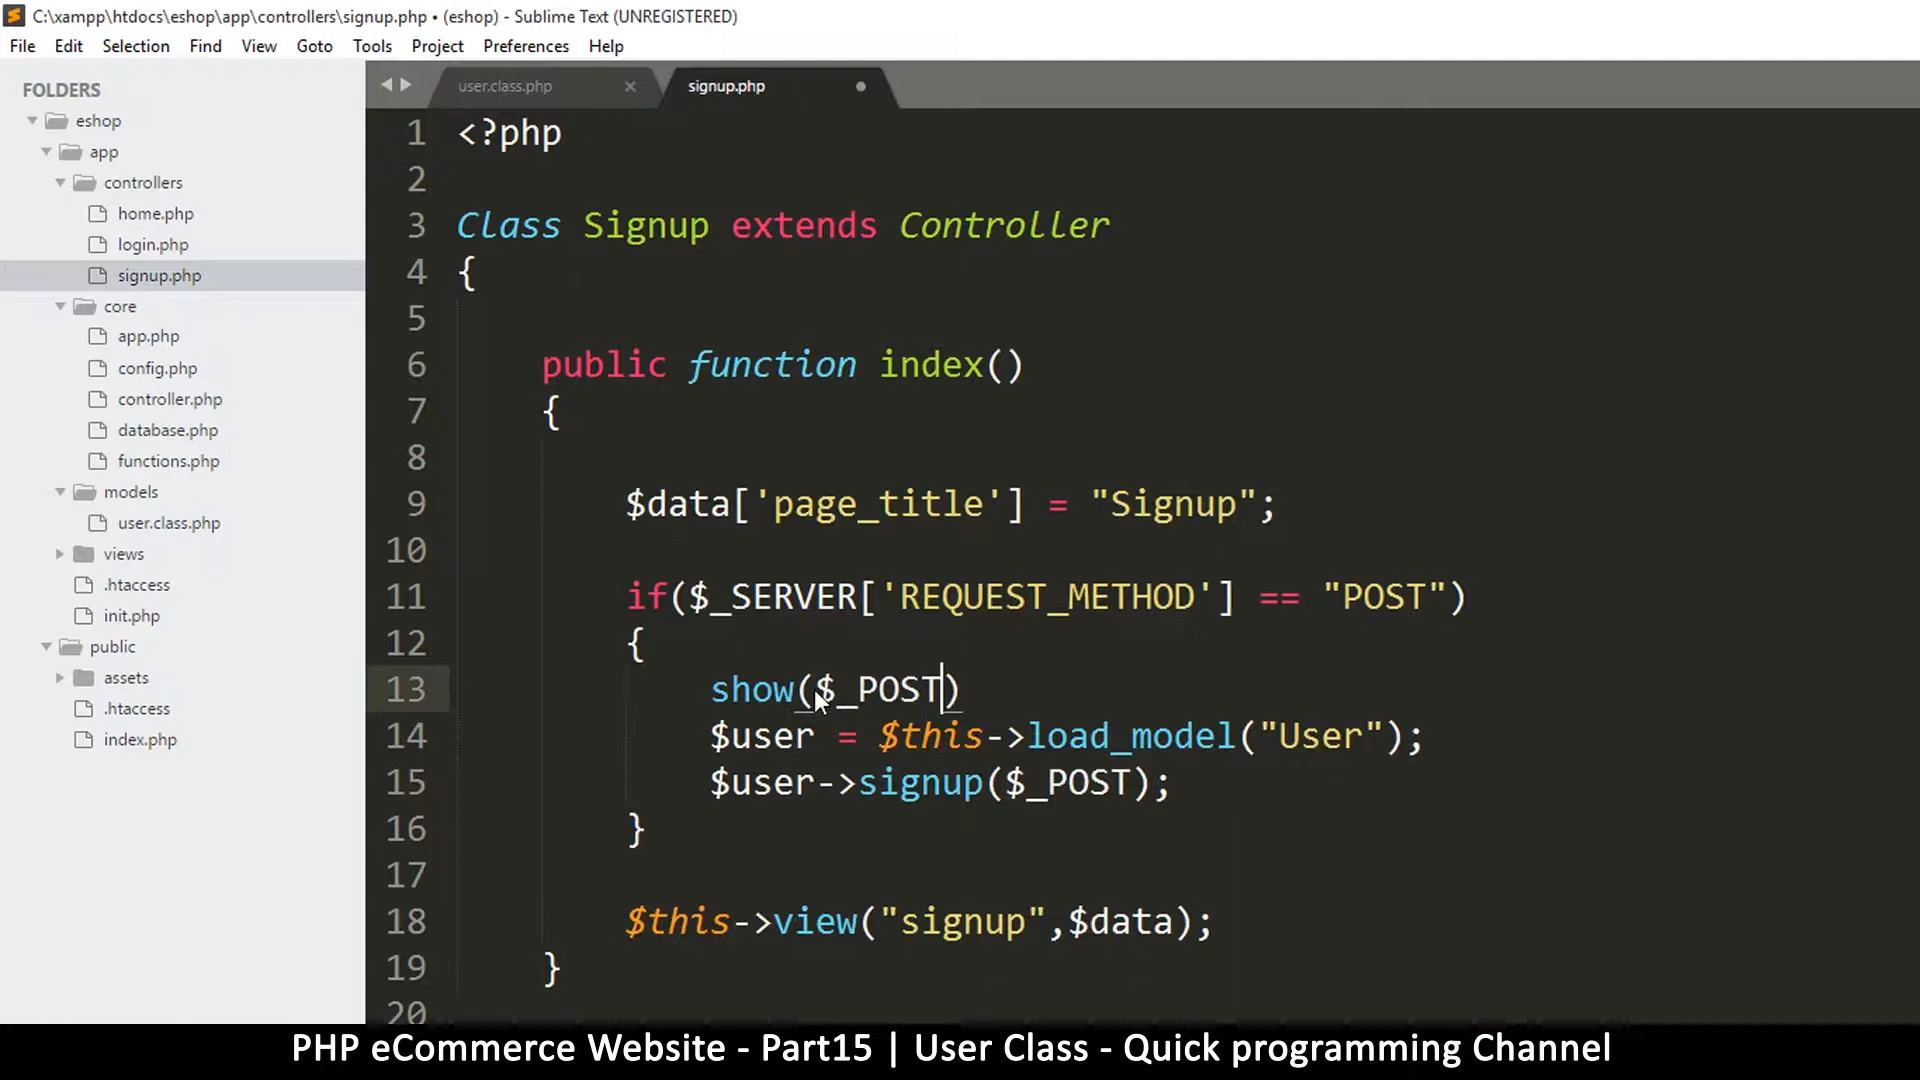 C:\xampp\htdocs\eshop\app\controllers\signup.php • (eshop) - Sublime Text (UNREGISTERED)
File Edit Selection Find View Goto Tools Project Preferences Help
FOLDERS
eshop
app
controllers
home.php
login.php
signup.php
core
app.php
config.php
controller.php
database.php
functions.php
models
user.class.php
views
.htaccess
init.php
public
assets
.htaccess
index.php
user.class.php signup.php
1 <?php
2
3 Class Signup extends Controller
4 {
5
6 public function index()
7 {
8
9 $data['page_title'] = "Signup";
10
11 if($_SERVER['REQUEST_METHOD'] == "POST")
12 {
13 show($_POST)
14 $user = $this->load_model("User");
15 $user->signup($_POST);
16 }
17
18 $this->view("signup",$data);
19 }
20
PHP eCommerce Website - Part15 | User Class - Quick programming Channel